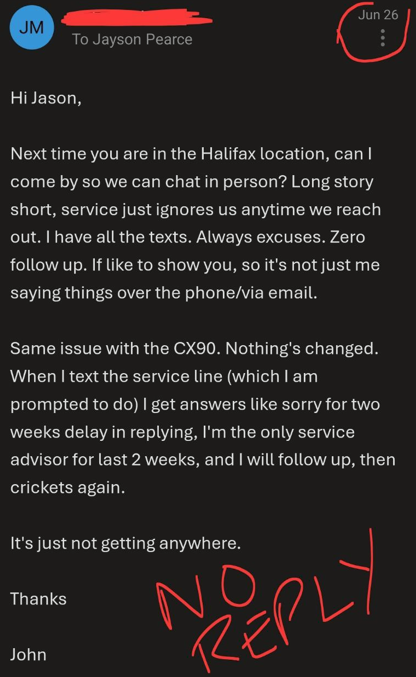 JM
Jun 26
To Jayson Pearce
Hi Jason,
Next time you are in the Halifax location, can I
come by so we can chat in person? Long story
short, service just ignores us anytime we reach
out. I have all the texts. Always excuses. Zero
follow up. If like to show you, so it's not just me
saying things over the phone/via email.
Same issue with the CX90. Nothing's changed.
When I text the service line (which I am
prompted to do) I get answers like sorry for two
weeks delay in replying, I'm the only service
advisor for last 2 weeks, and I will follow up, then
crickets again.
It's just not getting anywhere.
Thanks
John
NO
REPLY